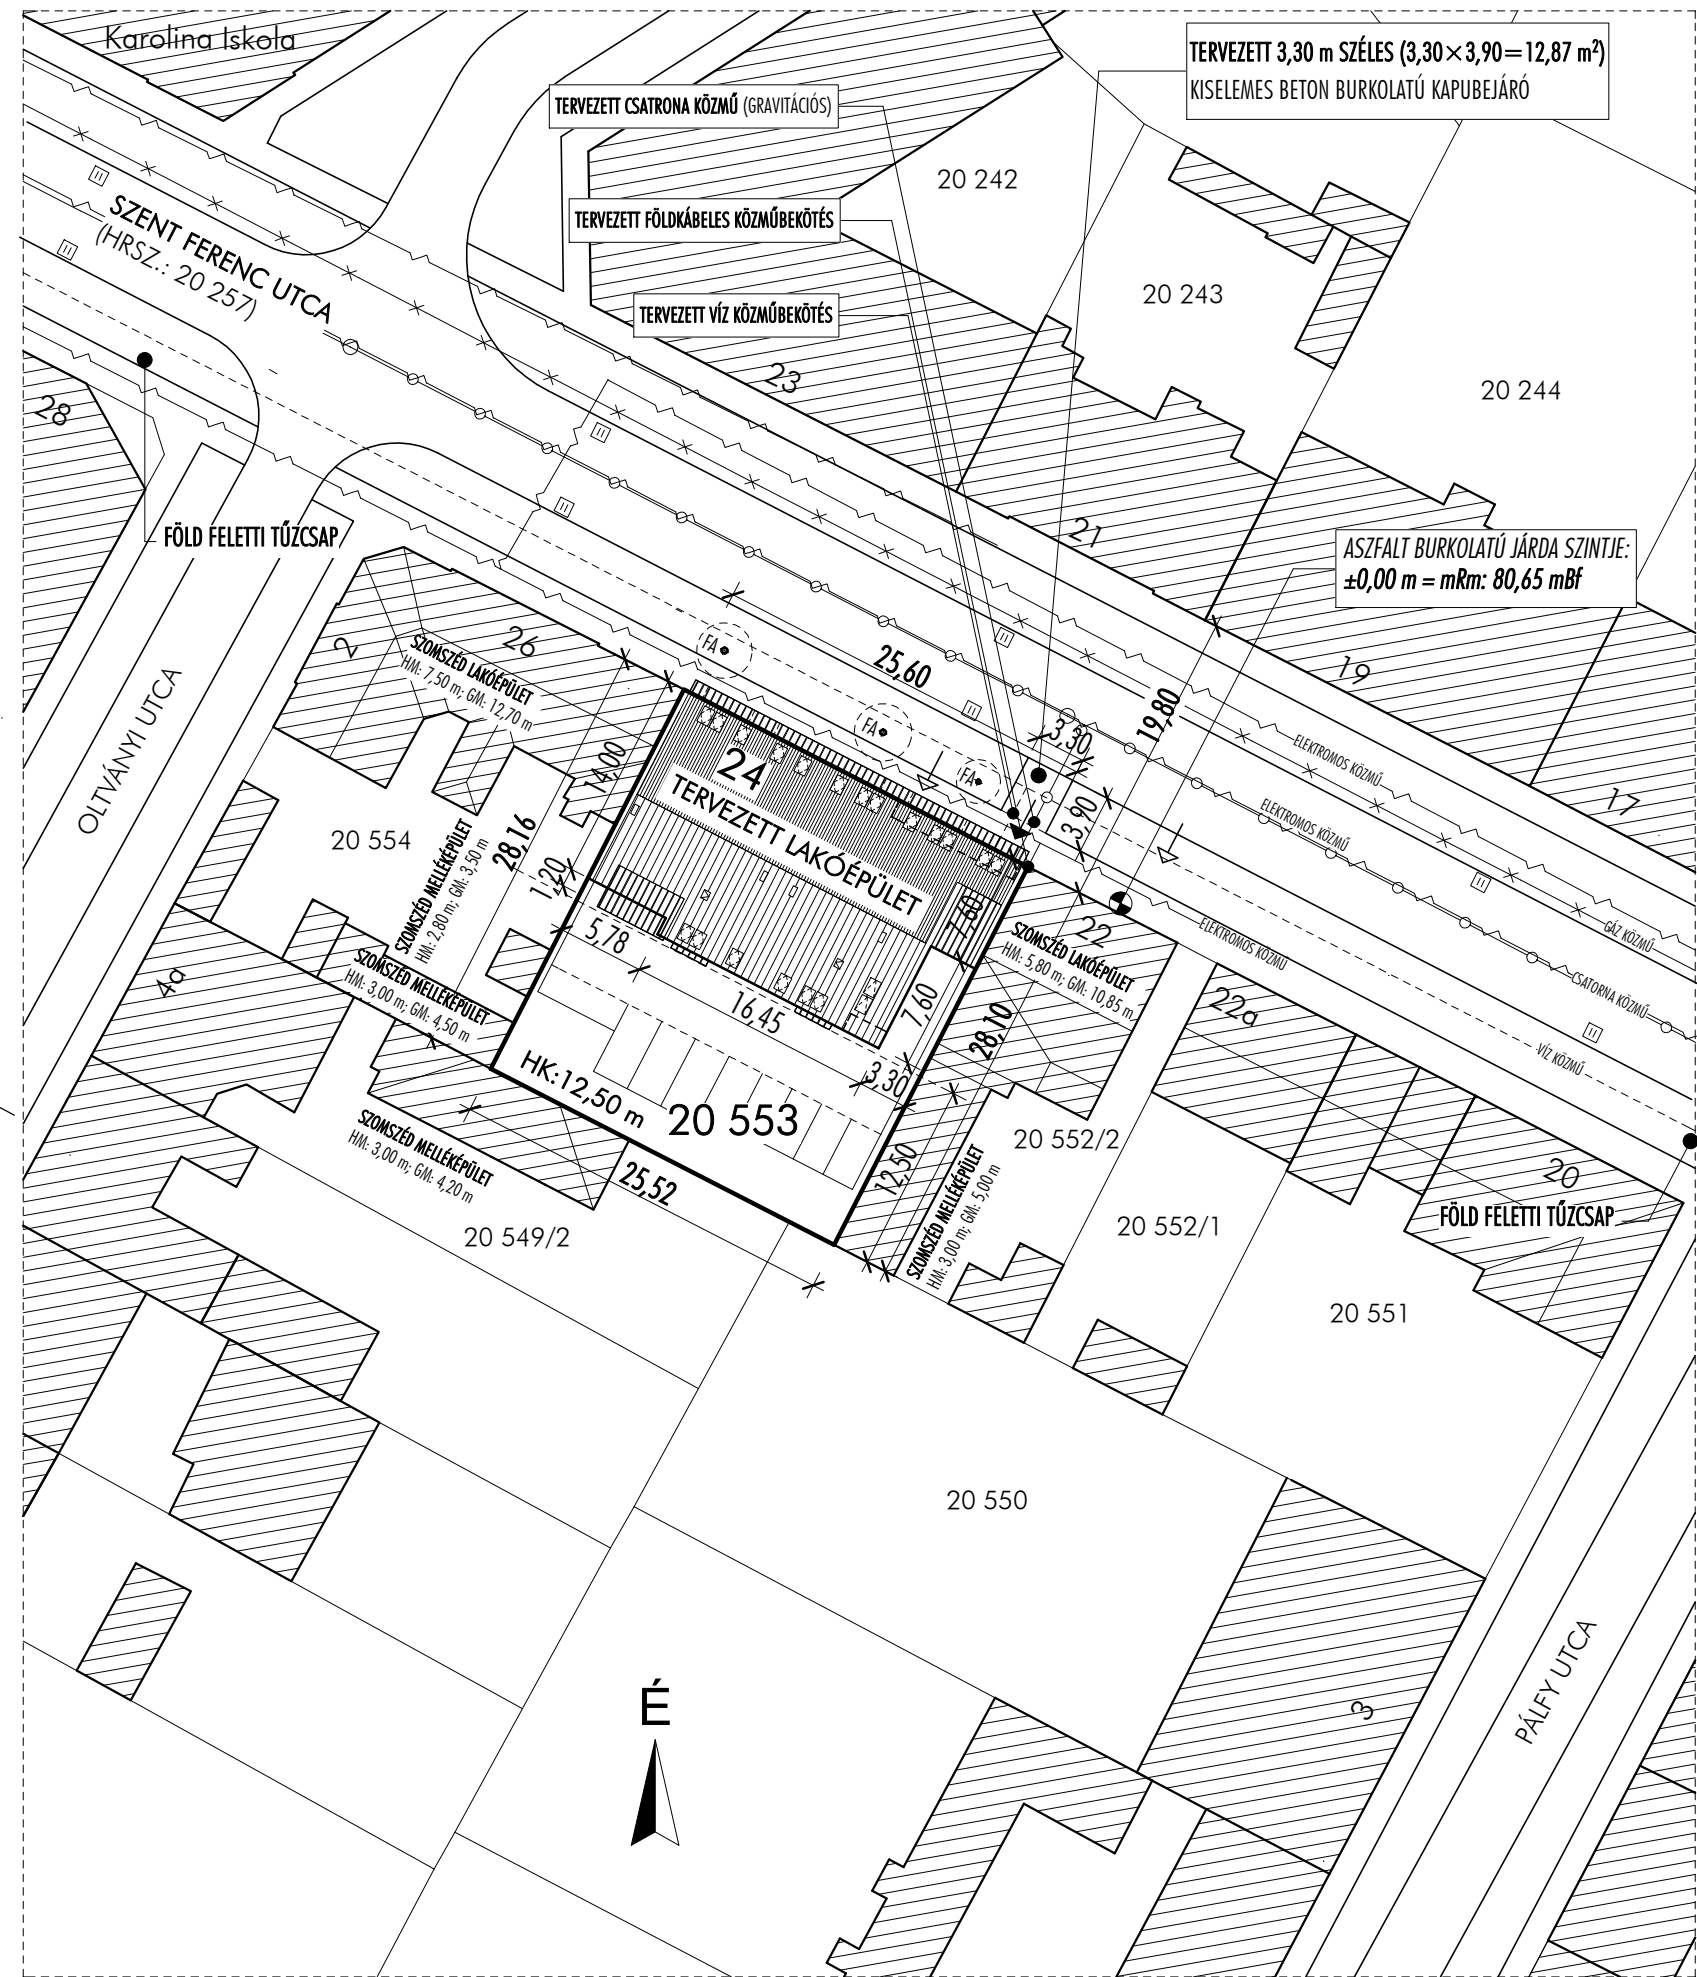 Karolina Iskola
TERVEZETT 3,30 m SZÉLES (3,30×3,90=12,87 m²)
KISELEMES BETON BURKOLATÚ KAPUBEJÁRÓ
TERVEZETT CSATRONA KÖZMŰ (GRAVITÁCIÓS)
20 242
TERVEZETT FÖLDKÁBELES KÖZMŰBEKÖTÉS
SZENT FERENC UTCA
(HRSZ.: 20 257)
20 243
TERVEZETT VÍZ KÖZMŰBEKÖTÉS
23
20 244
28
FÖLD FELETTI TŰZCSAP
21
ASZFALT BURKOLATÚ JÁRDA SZINTJE:
±0,00 m = mRm: 80,65 mBf
2
26
SZOMSZÉD LAKÓÉPÜLET
HM: 7,50 m; GM: 12,70 m
FA
25,60
19
19,80
FA
3,30
FA
ELEKTROMOS KÖZMŰ
17
OLTVÁNYI UTCA
14,00
24
TERVEZETT LAKÓÉPÜLET
3,90
ELEKTROMOS KÖZMŰ
20 554
28,16
1,20
SZOMSZÉD MELLÉKÉPÜLET
HM: 2,80 m; GM: 3,50 m
5,78
7,60
22
SZOMSZÉD LAKÓÉPÜLET
HM: 5,80 m; GM: 10,85 m
ELEKTROMOS KÖZMŰ
GÁZ KÖZMŰ
4a
SZOMSZÉD MELLÉKÉPÜLET
HM: 3,00 m; GM: 4,50 m
16,45
7,60
28,10
22a
CSATORNA KÖZMŰ
VÍZ KÖZMŰ
HK:12,50 m
3,30
20 553
SZOMSZÉD MELLÉKÉPÜLET
HM: 3,00 m; GM: 4,20 m
20 552/2
12,50
25,52
SZOMSZÉD MELLÉKÉPÜLET
HM: 3,00 m; GM: 5,00 m
20
20 549/2
20 552/1
FÖLD FELETTI TŰZCSAP
20 551
20 550
É
3
PÁLFY UTCA